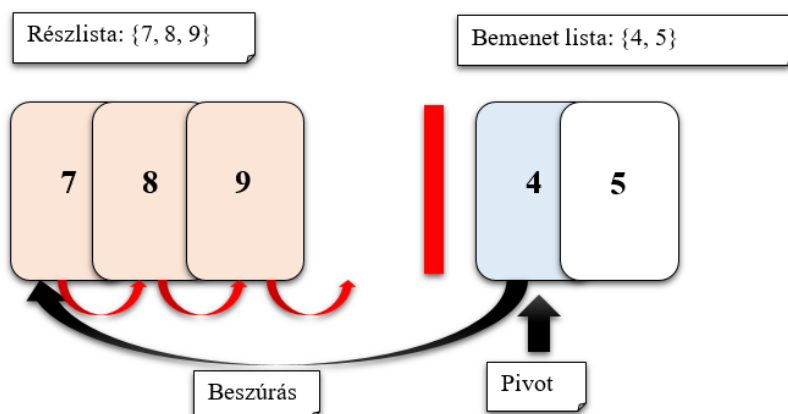 Részlista: {7, 8, 9}
Bemenet lista: {4, 5}
7 8 9 4 5
Beszúrás
Pivot